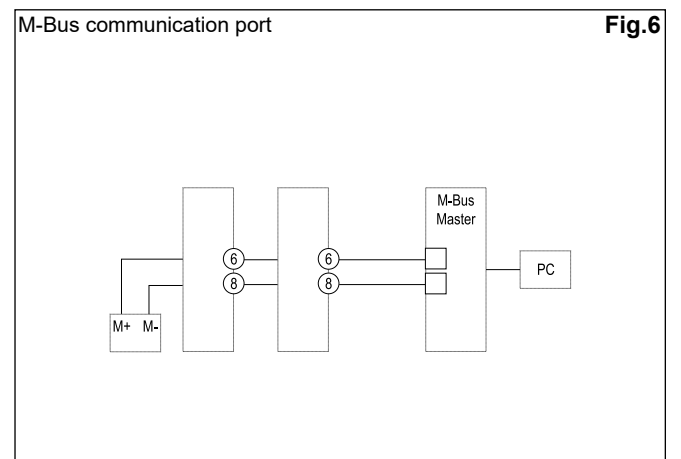 M-Bus communication port
Fig.6
M-Bus
Master
6
6
8
8
PC
M+ M-